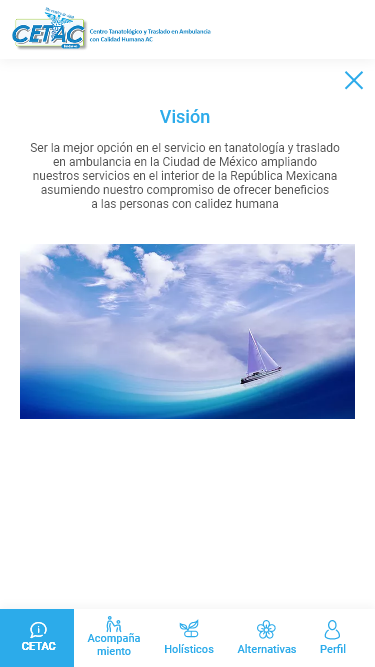 CETAC
Centro Tanatológico y Traslado en Ambulancia
con Calidad Humana AC
Visión
Ser la mejor opción en el servicio en tanatología y traslado
en ambulancia en la Ciudad de México ampliando
nuestros servicios en el interior de la República Mexicana
asumiendo nuestro compromiso de ofrecer beneficios
a las personas con calidez humana
CETAC
Acompaña
miento
Holísticos
Alternativas
Perfil